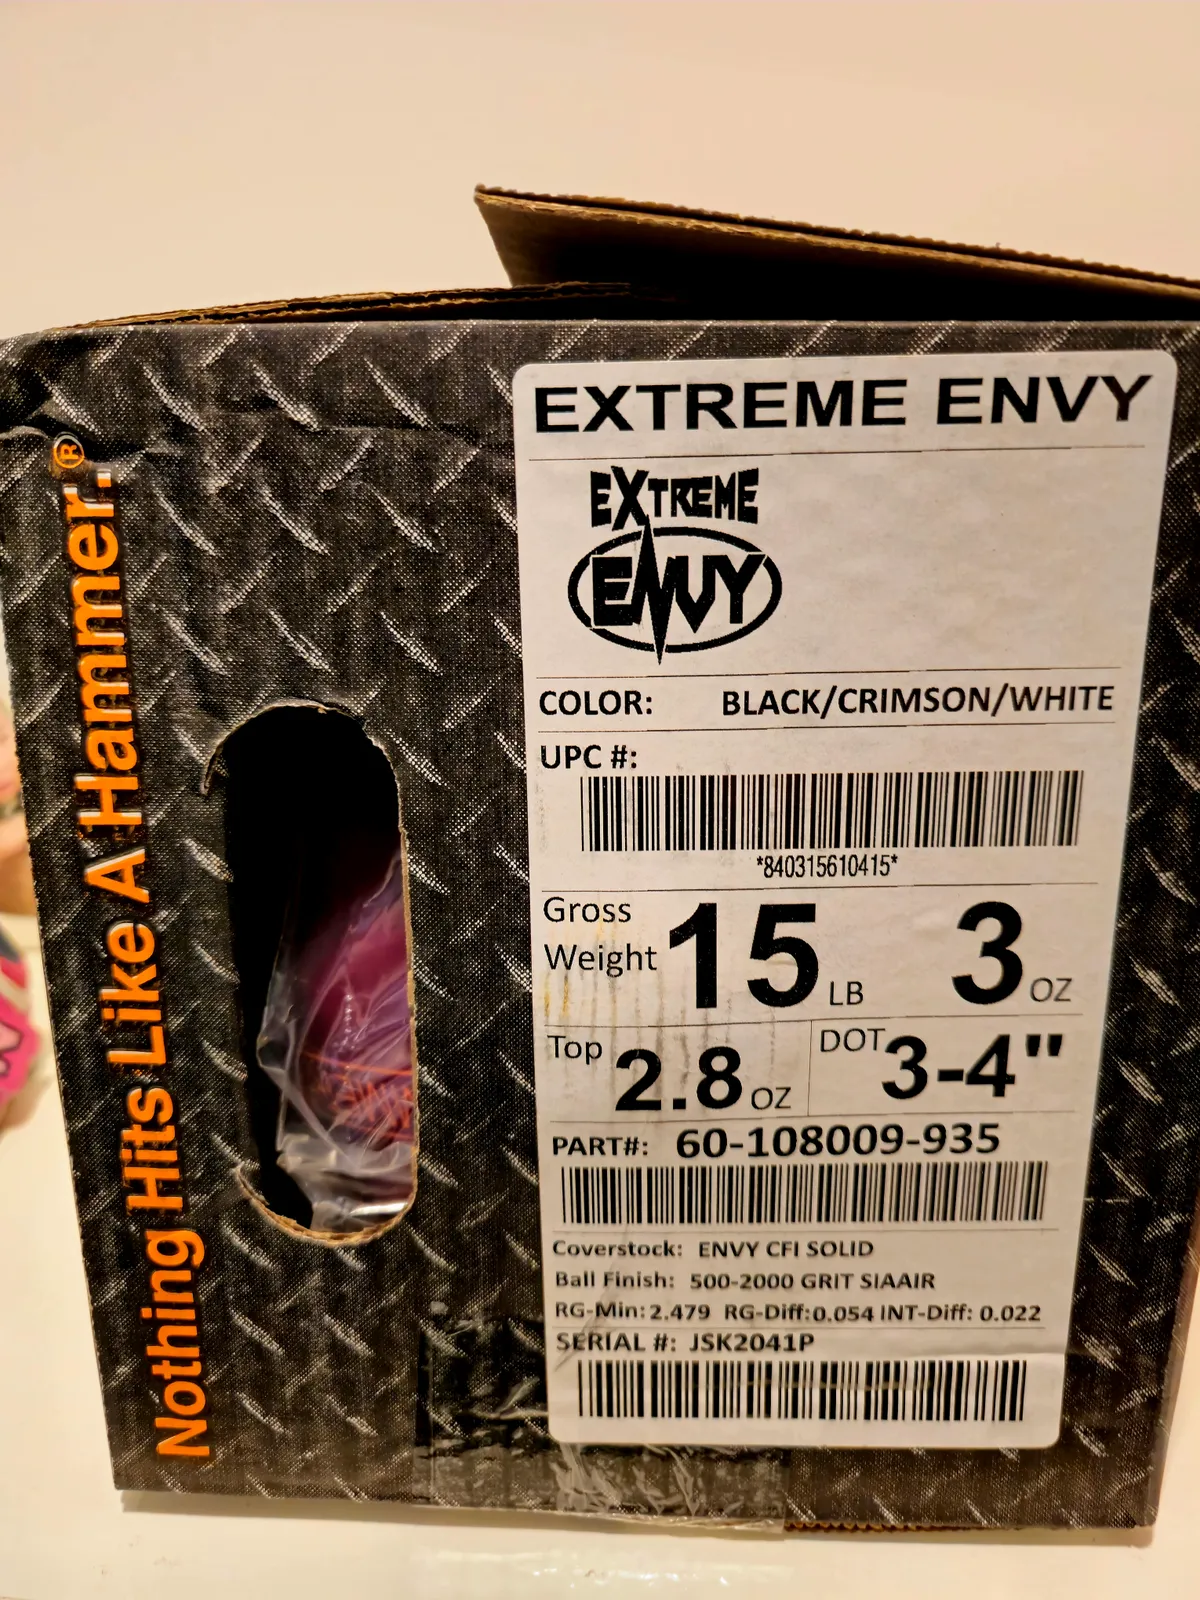 Nothing Hits Like A Hammer.®
EXTREME ENVY
EXTREME
ENVY
COLOR: BLACK/CRIMSON/WHITE
UPC #:
*840315610415*
Gross Weight 15 LB 3 OZ
Top 2.8 OZ DOT 3-4"
PART#: 60-108009-935
Coverstock: ENVY CFI SOLID
Ball Finish: 500-2000 GRIT SIAAIR
RG-Min: 2.479 RG-Diff: 0.054 INT-Diff: 0.022
SERIAL #: JSK2041P